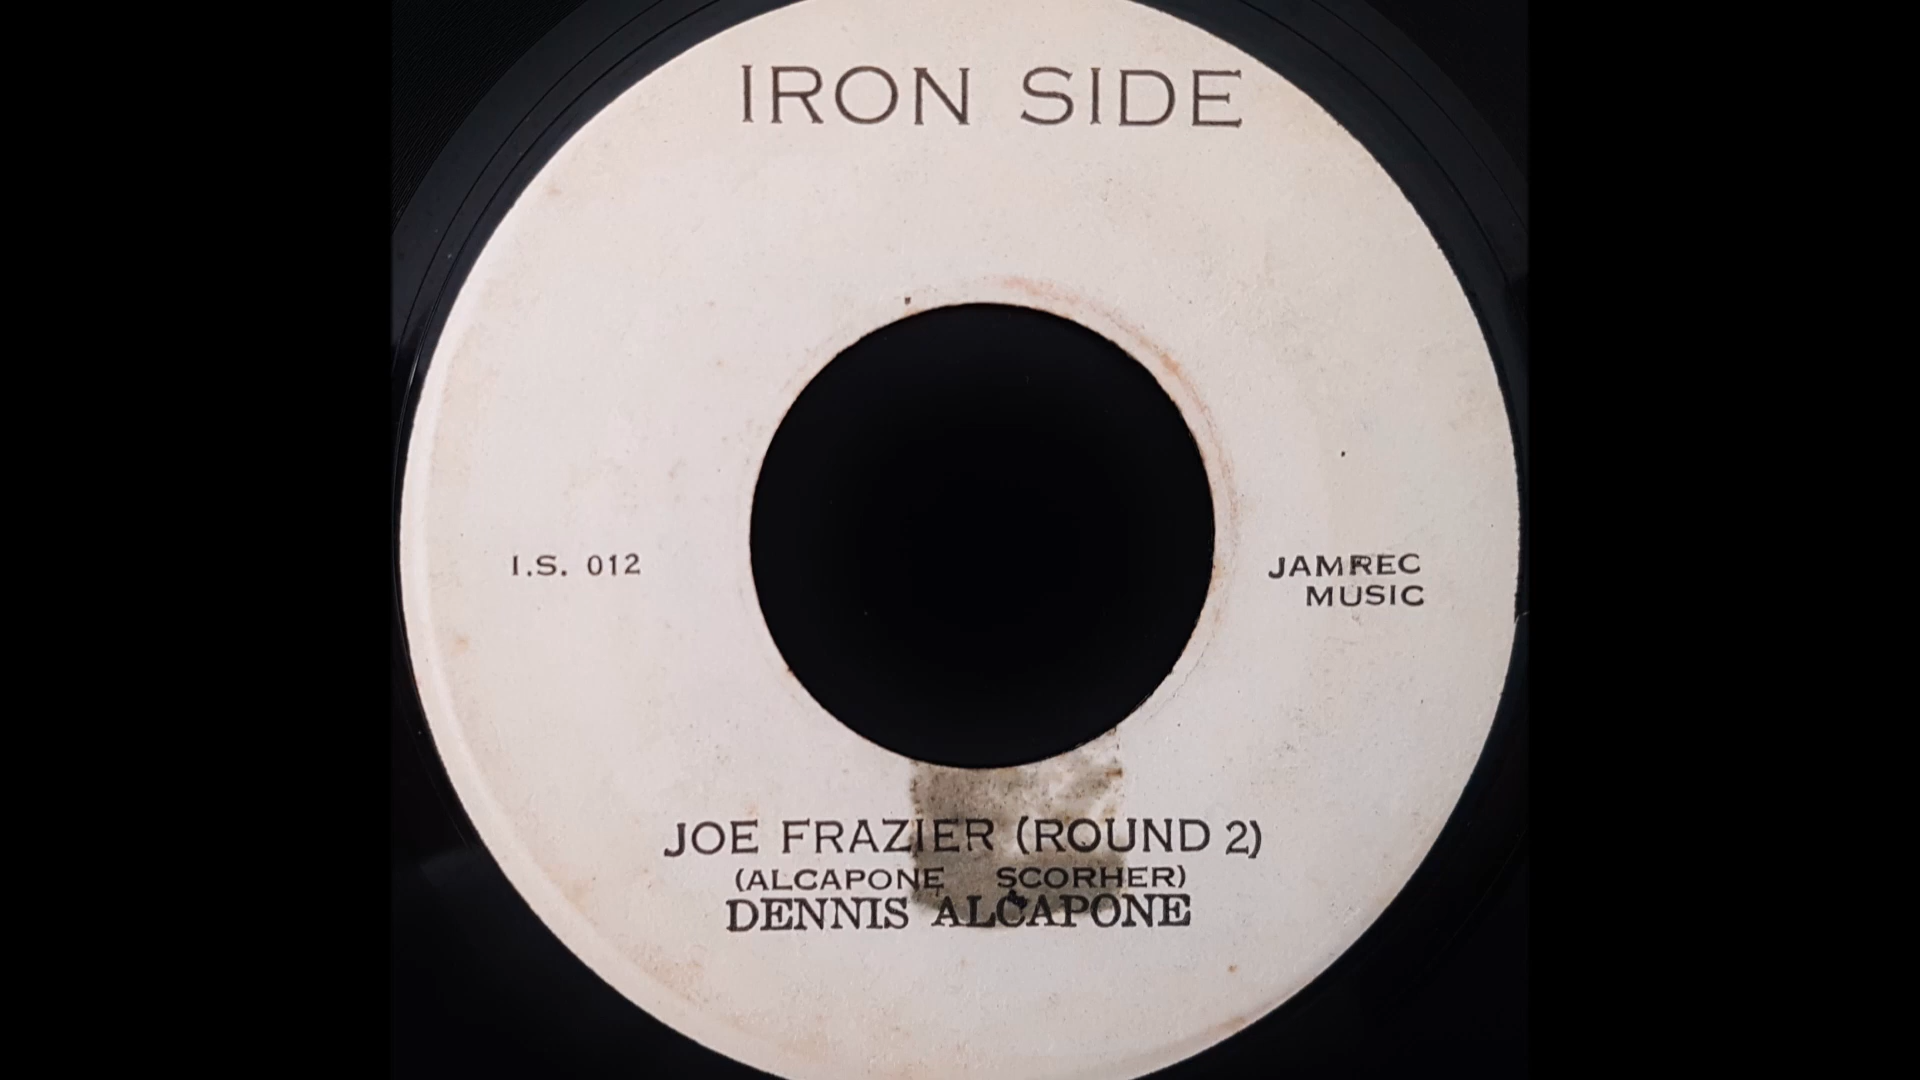 IRON SIDE
I.S. 012
JAMREC
MUSIC
JOE FRAZIER (ROUND 2)
(ALCAPONE SCORHER)
DENNIS ALCAPONE